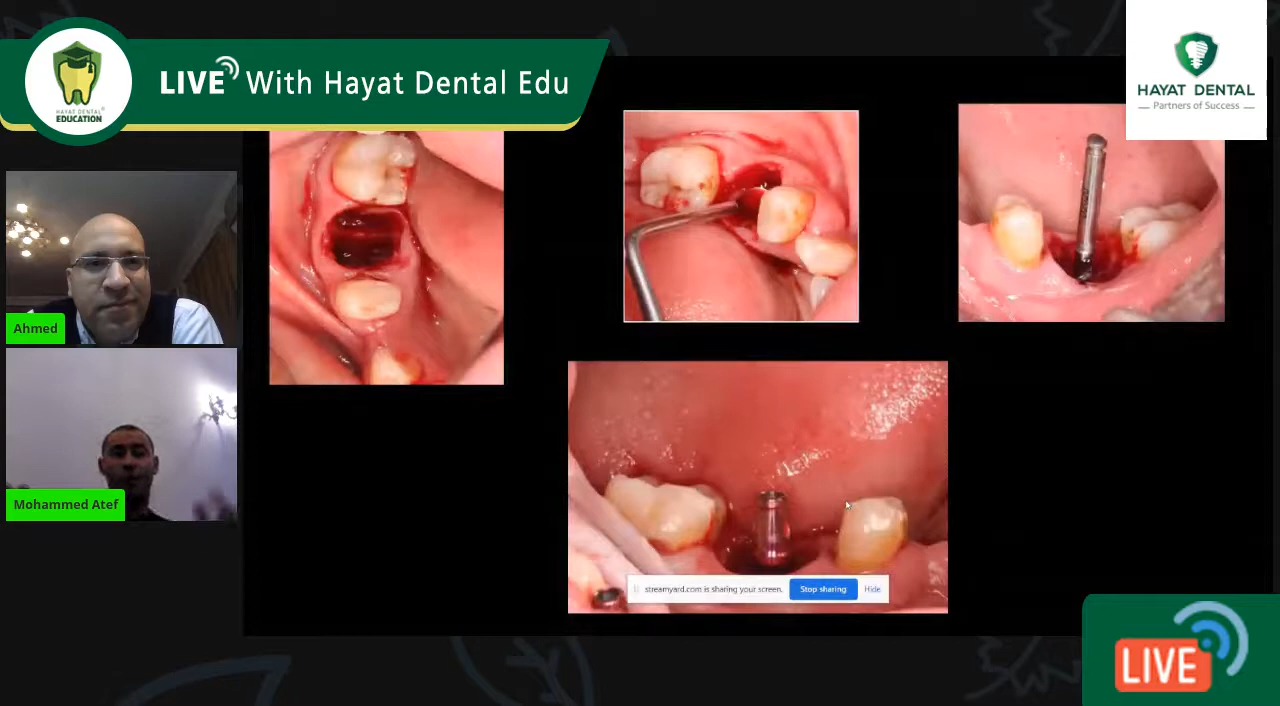 LIVE With Hayat Dental Edu
HAYAT DENTAL
EDUCATION
HAYAT DENTAL
Partners of Success
Ahmed
Mohammed Atef
streamyard.com is sharing your screen.
Stop sharing
Hide
LIVE